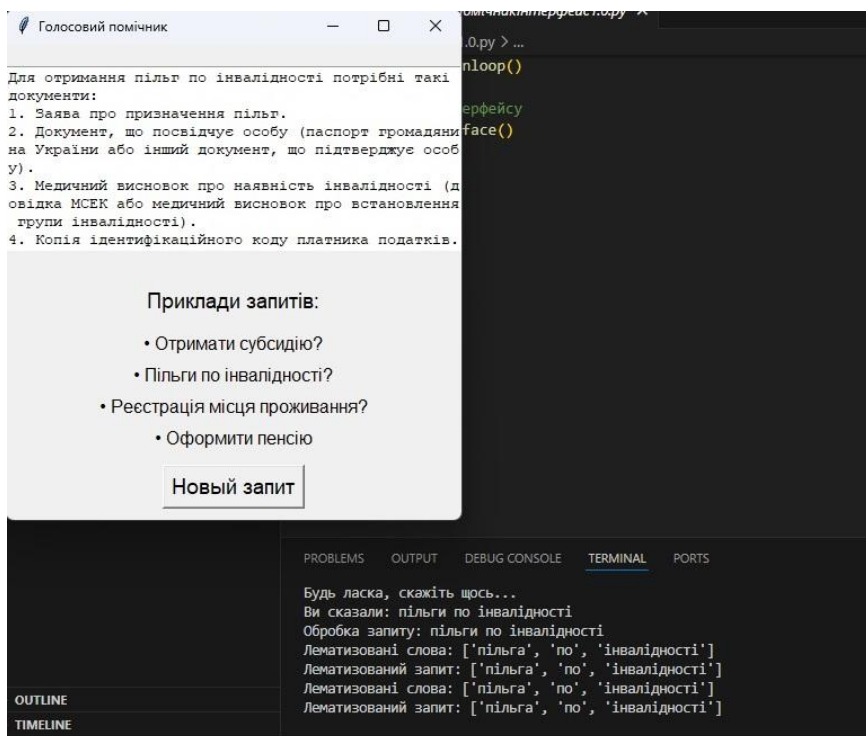 Голосовий помічник
Для отримання пільг по інвалідності потрібні такі
документи:
1. Заява про призначення пільг.
2. Документ, що посвідчує особу (паспорт громадяни
на України або інший документ, що підтверджує особ
у).
3. Медичний висновок про наявність інвалідності (д
овідка МСЕК або медичний висновок про встановлення
групи інвалідності).
4. Копія ідентифікаційного коду платника податків.
Приклади запитів:
• Отримати субсидію?
• Пільги по інвалідності?
• Реєстрація місця проживання?
• Оформити пенсію
Новый запит
1.0.py > ...
nloop()
ерфейсу
face()
PROBLEMS OUTPUT DEBUG CONSOLE TERMINAL PORTS
Будь ласка, скажіть щось...
Ви сказали: пільги по інвалідності
Обробка запиту: пільги по інвалідності
Лематизовані слова: ['пільга', 'по', 'інвалідності']
Лематизований запит: ['пільга', 'по', 'інвалідності']
Лематизовані слова: ['пільга', 'по', 'інвалідності']
Лематизований запит: ['пільга', 'по', 'інвалідності']
OUTLINE
TIMELINE